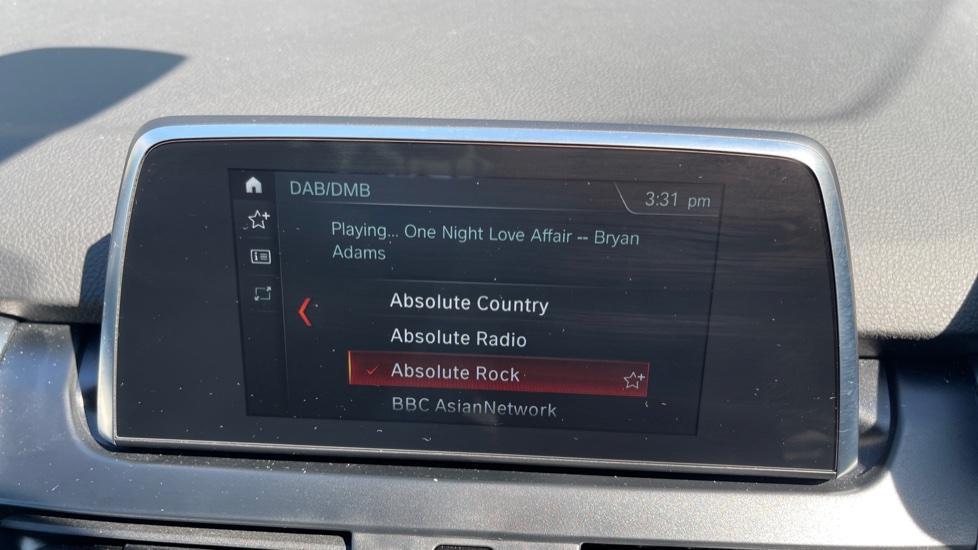 DAB/DMB
3:31 pm
Playing... One Night Love Affair -- Bryan
Adams
Absolute Country
Absolute Radio
Absolute Rock
BBC AsianNetwork